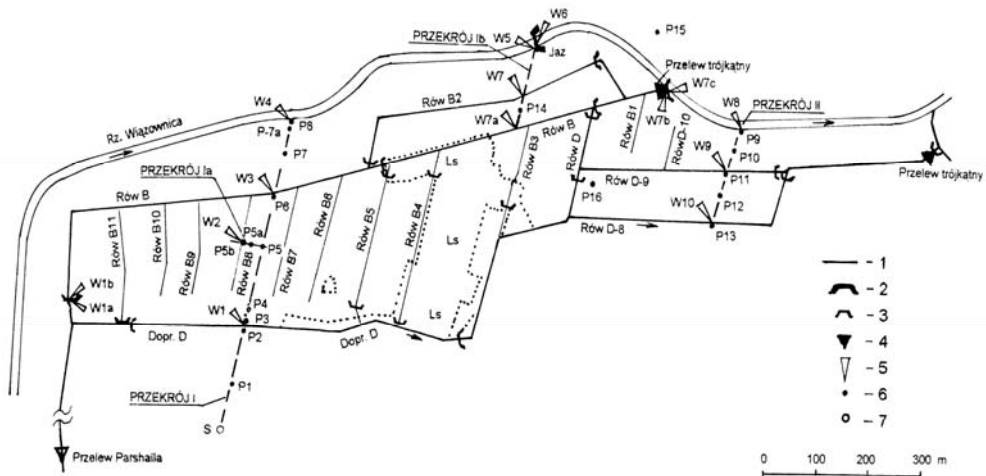 W6
W5
PRZEKRÓJ Ib
Jaz
P15
Przelew trójkątny
W7c
W7b
W7
P14
W7a
Rów B2
W8
PRZEKRÓJ II
P9
P10
W4
P8
P-7a
P7
Rz. Wiązownica
Rów B
Rów B1
Rów D-10
Rów D
Rów B3
Ls
W9
P11
Przelew trójkątny
PRZEKRÓJ Ia
W3
P6
Rów B
Rów D-9
P16
P12
W10
P13
Rów D-8
W2
P5a
P5
P5b
Rów B11
Rów B10
Rów B9
Rów B8
Rów B7
Rów B6
Rów B5
Rów B4
Ls
W1b
W1a
P4
W1
P3
P2
Ls
Dopr. D
Dopr. D
P1
PRZEKRÓJ I
S
Przelew Parshalla
- 1
- 2
- 3
- 4
- 5
- 6
- 7
0 100 200 300 m